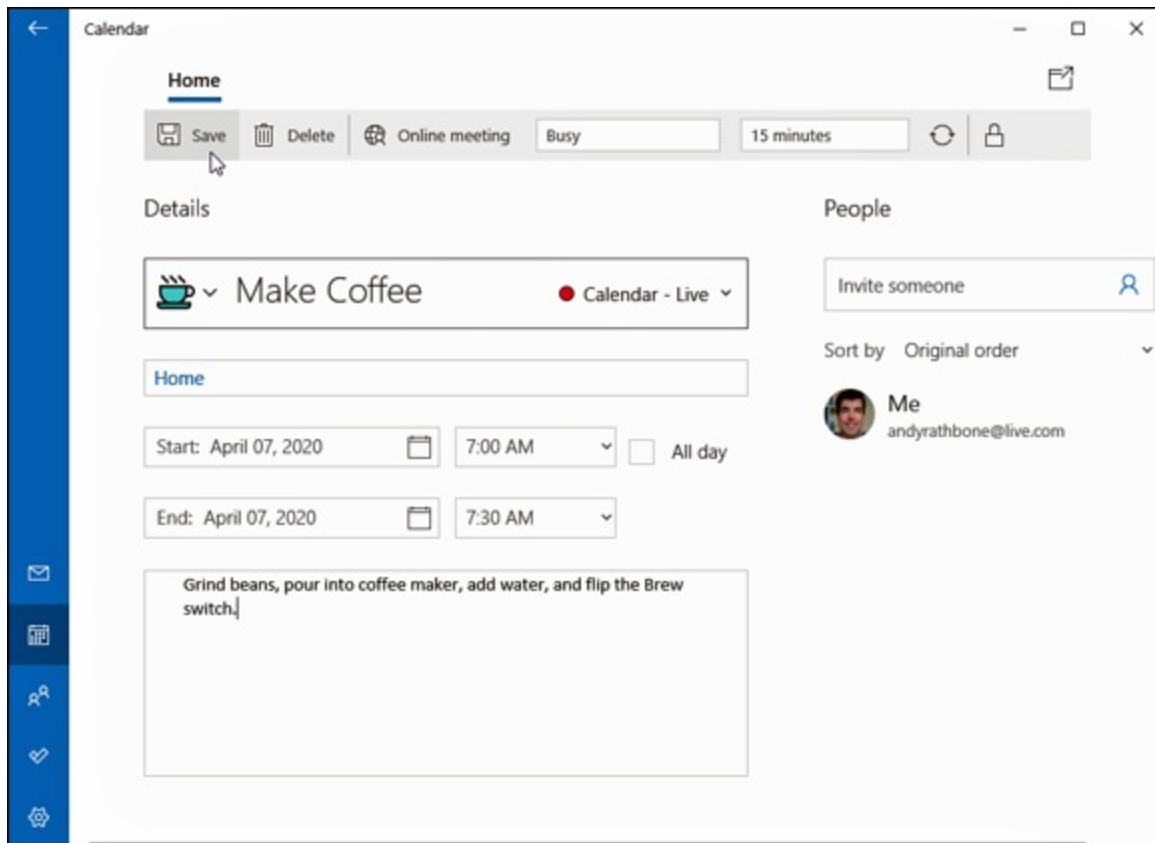 Calendar
Home
Save Delete Online meeting Busy 15 minutes
Details
People
Make Coffee Calendar - Live
Invite someone
Home
Sort by Original order
Me
andyrathbone@live.com
Start: April 07, 2020 7:00 AM All day
End: April 07, 2020 7:30 AM
Grind beans, pour into coffee maker, add water, and flip the Brew
switch.